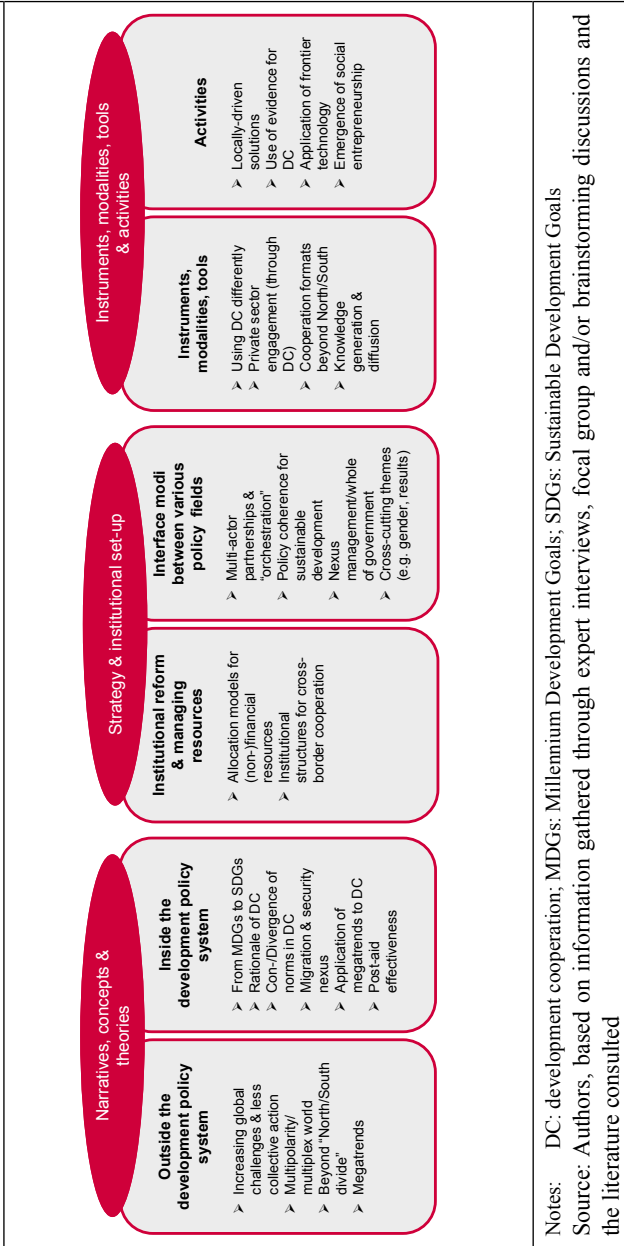 Narratives, concepts &
theories
Outside the
development policy
system
➢ Increasing global
challenges & less
collective action
➢ Multipolarity/
multiplex world
➢ Beyond “North/South
divide”
➢ Megatrends
Inside the
development policy
system
➢ From MDGs to SDGs
➢ Rationale of DC
➢ Con-/Divergence of
norms in DC
➢ Migration & security
nexus
➢ Application of
megatrends to DC
➢ Post-aid
effectiveness
Strategy & institutional set-up
Institutional reform
& managing
resources
➢ Allocation models for
(non-)financial
resources
➢ Institutional
structures for cross-
border cooperation
Interface modi
between various
policy fields
➢ Multi-actor
partnerships &
“orchestration”
➢ Policy coherence for
sustainable
development
➢ Nexus
management/whole
of government
➢ Cross-cutting themes
(e.g. gender, results)
Instruments, modalities, tools
& activities
Instruments,
modalities, tools
➢ Using DC differently
➢ Private sector
engagement (through
DC)
➢ Cooperation formats
beyond North/South
➢ Knowledge
generation &
diffusion
Activities
➢ Locally-driven
solutions
➢ Use of evidence for
DC
➢ Application of frontier
technology
➢ Emergence of social
entrepreneurship
Notes: DC: development cooperation; MDGs: Millennium Development Goals; SDGs: Sustainable Development Goals
Source: Authors, based on information gathered through expert interviews, focal group and/or brainstorming discussions and
the literature consulted